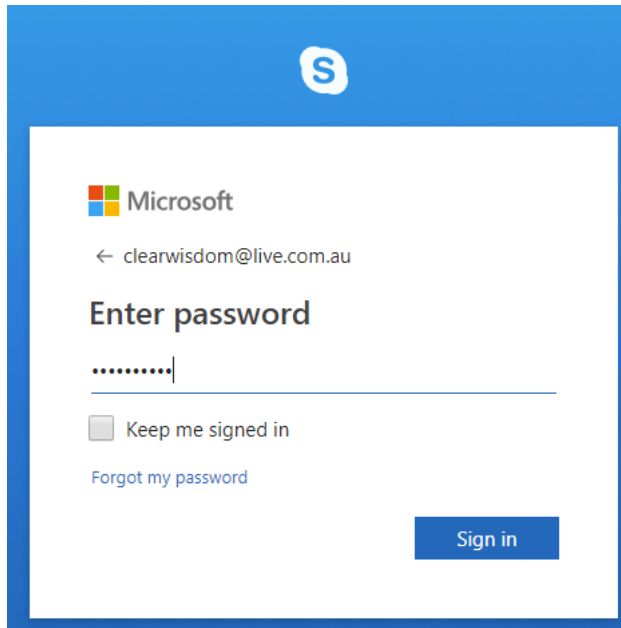 S
Microsoft
← clearwisdom@live.com.au
Enter password
••••••••••
Keep me signed in
Forgot my password
Sign in